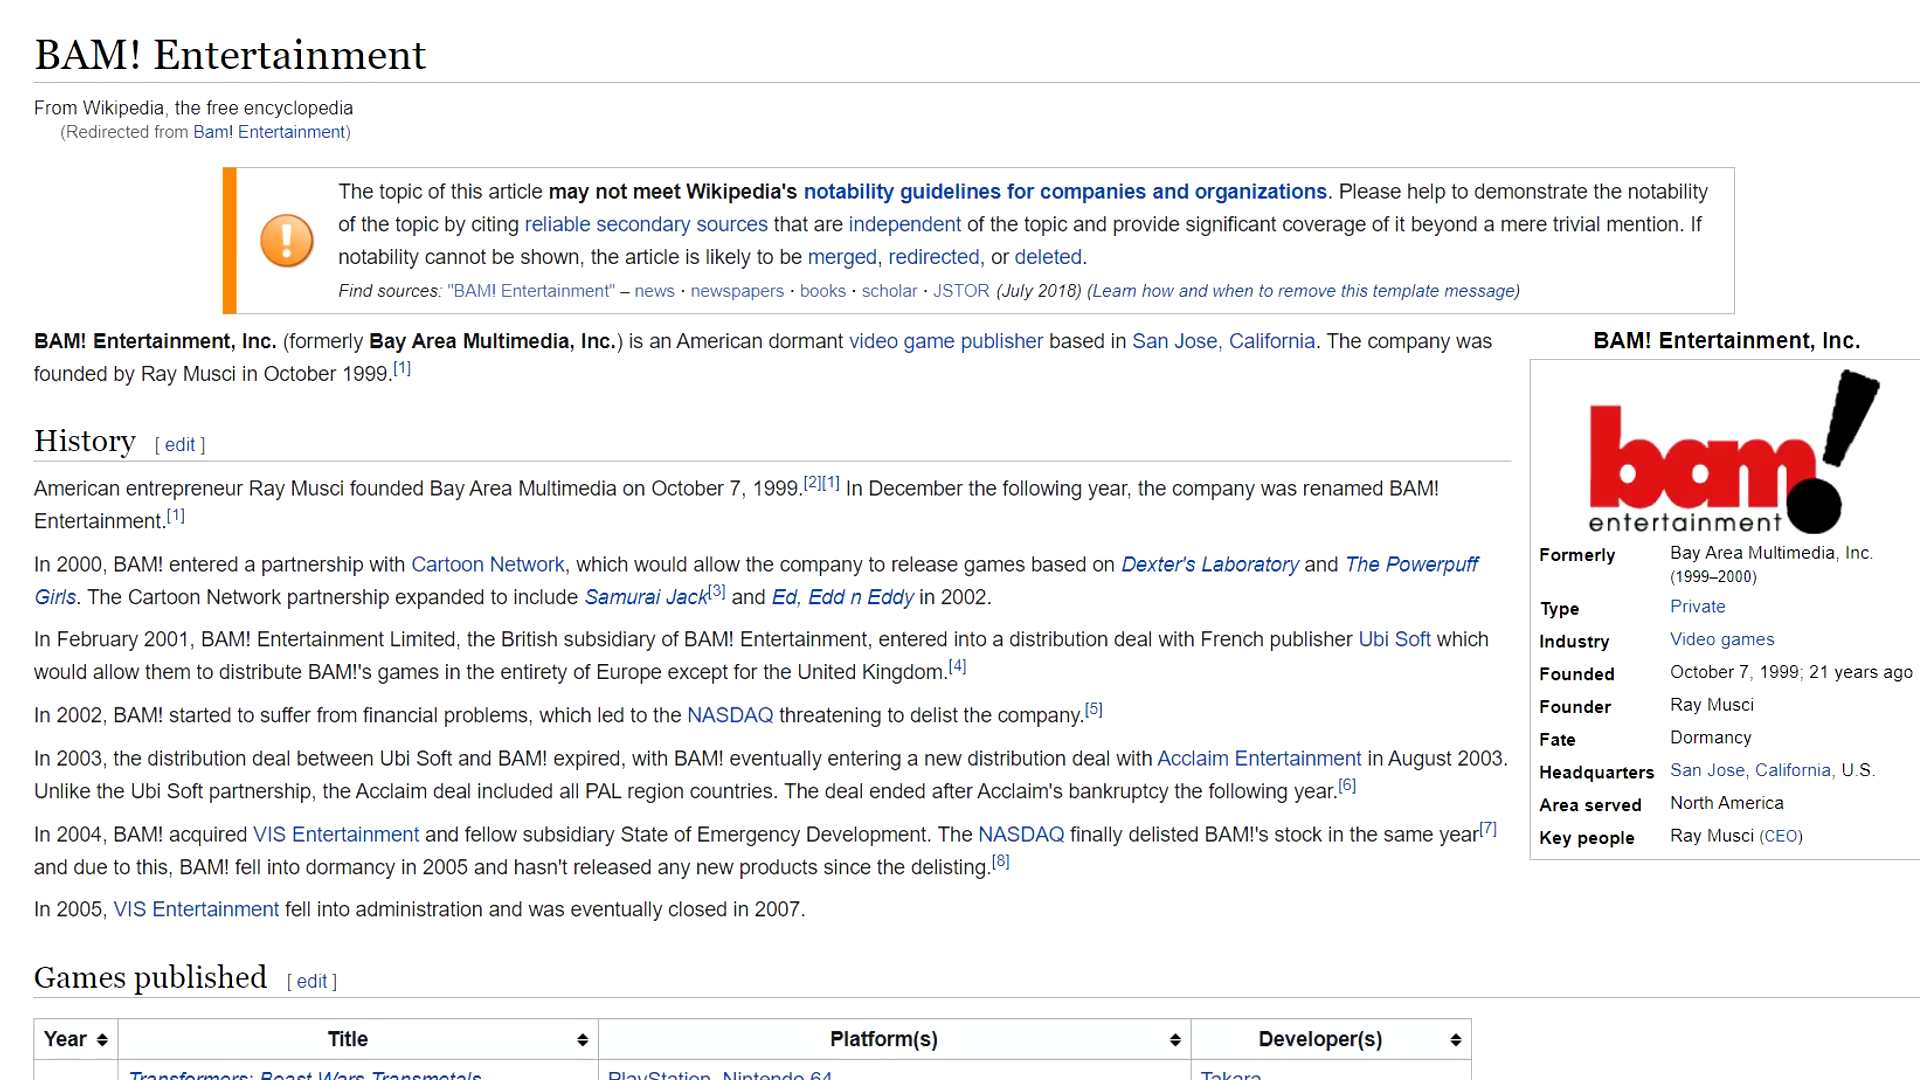 BAM! Entertainment
From Wikipedia, the free encyclopedia
(Redirected from Bam! Entertainment)
The topic of this article may not meet Wikipedia's notability guidelines for companies and organizations. Please help to demonstrate the notability
of the topic by citing reliable secondary sources that are independent of the topic and provide significant coverage of it beyond a mere trivial mention. If
notability cannot be shown, the article is likely to be merged, redirected, or deleted.
Find sources: "BAM! Entertainment" – news · newspapers · books · scholar · JSTOR (July 2018) (Learn how and when to remove this template message)
BAM! Entertainment, Inc. (formerly Bay Area Multimedia, Inc.) is an American dormant video game publisher based in San Jose, California. The company was
founded by Ray Musci in October 1999.[1]
History [ edit ]
American entrepreneur Ray Musci founded Bay Area Multimedia on October 7, 1999.[2][1] In December the following year, the company was renamed BAM!
Entertainment.[1]
In 2000, BAM! entered a partnership with Cartoon Network, which would allow the company to release games based on Dexter's Laboratory and The Powerpuff
Girls. The Cartoon Network partnership expanded to include Samurai Jack[3] and Ed, Edd n Eddy in 2002.
In February 2001, BAM! Entertainment Limited, the British subsidiary of BAM! Entertainment, entered into a distribution deal with French publisher Ubi Soft which
would allow them to distribute BAM!'s games in the entirety of Europe except for the United Kingdom.[4]
In 2002, BAM! started to suffer from financial problems, which led to the NASDAQ threatening to delist the company.[5]
In 2003, the distribution deal between Ubi Soft and BAM! expired, with BAM! eventually entering a new distribution deal with Acclaim Entertainment in August 2003.
Unlike the Ubi Soft partnership, the Acclaim deal included all PAL region countries. The deal ended after Acclaim's bankruptcy the following year.[6]
In 2004, BAM! acquired VIS Entertainment and fellow subsidiary State of Emergency Development. The NASDAQ finally delisted BAM!'s stock in the same year[7]
and due to this, BAM! fell into dormancy in 2005 and hasn't released any new products since the delisting.[8]
In 2005, VIS Entertainment fell into administration and was eventually closed in 2007.
BAM! Entertainment, Inc.
bam!
entertainment
Formerly Bay Area Multimedia, Inc.
(1999–2000)
Type Private
Industry Video games
Founded October 7, 1999; 21 years ago
Founder Ray Musci
Fate Dormancy
Headquarters San Jose, California, U.S.
Area served North America
Key people Ray Musci (CEO)
Games published [ edit ]
Year Title Platform(s) Developer(s)
Transformers: Beast Wars Transmetals PlayStation, Nintendo 64 Takara